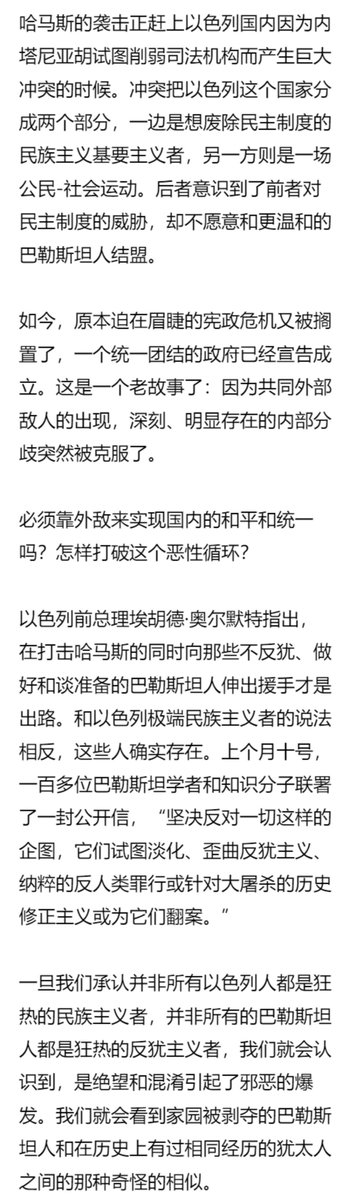 哈马斯的袭击正赶上以色列国内因为内
塔尼亚胡试图削弱司法机构而产生巨大
冲突的时候。冲突把以色列这个国家分
成两个部分，一边是想废除民主制度的
民族主义基要主义者，另一方则是一场
公民-社会运动。后者意识到了前者对
民主制度的威胁，却不愿意和更温和的
巴勒斯坦人结盟。
如今，原本迫在眉睫的宪政危机又被搁
置了，一个统一团结的政府已经宣告成
立。这是一个老故事了：因为共同外部
敌人的出现，深刻、明显存在的内部分
歧突然被克服了。
必须靠外敌来实现国内的和平和统一
吗？怎样打破这个恶性循环？
以色列前总理埃胡德·奥尔默特指出，
在打击哈马斯的同时向那些不反犹、做
好和谈准备的巴勒斯坦人伸出援手才是
出路。和以色列极端民族主义者的说法
相反，这些人确实存在。上个月十号，
一百多位巴勒斯坦学者和知识分子联署
了一封公开信，“坚决反对一切这样的
企图，它们试图淡化、歪曲反犹主义、
纳粹的反人类罪行或针对大屠杀的历史
修正主义或为它们翻案。”
一旦我们承认并非所有以色列人都是狂
热的民族主义者，并非所有的巴勒斯坦
人都是狂热的反犹主义者，我们就会认
识到，是绝望和混淆引起了邪恶的爆
发。我们就会看到家园被剥夺的巴勒斯
坦人和在历史上有过相同经历的犹太人
之间的那种奇怪的相似。